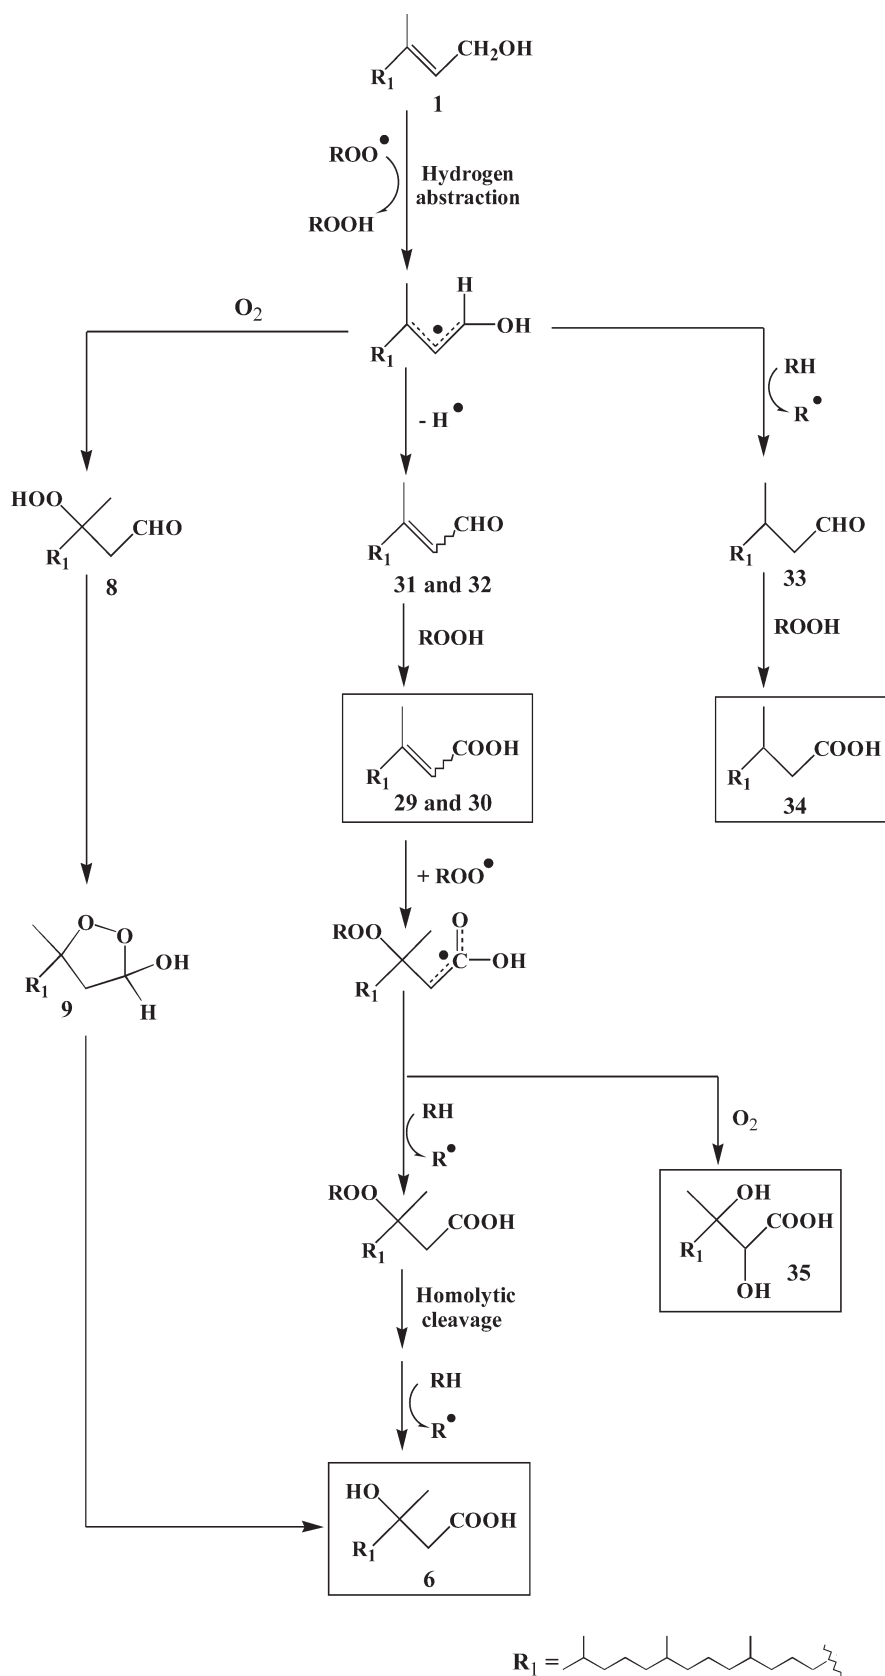 CH₂OH
R₁
1
ROO•
Hydrogen
abstraction
ROOH
H
O₂
•
OH
R₁
RH
- H•
R•
HOO
CHO
CHO
CHO
R₁
R₁
R₁
8
31 and 32
33
ROOH
ROOH
COOH
COOH
R₁
R₁
29 and 30
34
+ ROO•
O
ROO
O
O
•C
OH
OH
R₁
R₁
9
H
RH
O₂
R•
ROO
OH
COOH
COOH
R₁
R₁
35
OH
Homolytic
cleavage
RH
R•
HO
COOH
R₁
6
R₁ =